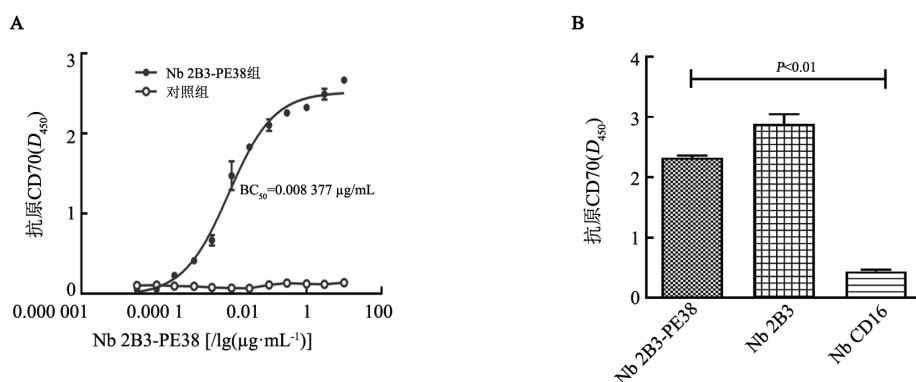 A
抗原CD70(D450)
3
2
1
0
Nb 2B3-PE38组
对照组
BC50=0.008 377 μg/mL
0.000 001
0.000 1
0.01
1
100
Nb 2B3-PE38 [/lg(μg·mL-1)]
B
抗原CD70(D450)
4
3
2
1
0
P<0.01
Nb 2B3-PE38
Nb 2B3
Nb CD16